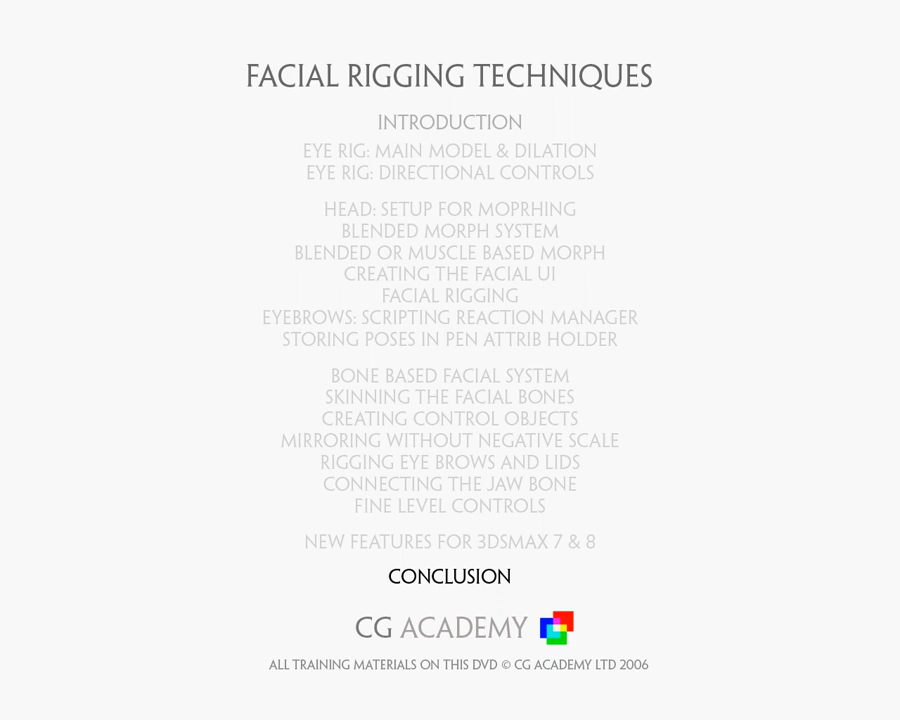 FACIAL RIGGING TECHNIQUES
INTRODUCTION
EYE RIG: MAIN MODEL & DILATION
EYE RIG: DIRECTIONAL CONTROLS
HEAD: SETUP FOR MOPRHING
BLENDED MORPH SYSTEM
BLENDED OR MUSCLE BASED MORPH
CREATING THE FACIAL UI
FACIAL RIGGING
EYEBROWS: SCRIPTING REACTION MANAGER
STORING POSES IN PEN ATTRIB HOLDER
BONE BASED FACIAL SYSTEM
SKINNING THE FACIAL BONES
CREATING CONTROL OBJECTS
MIRRORING WITHOUT NEGATIVE SCALE
RIGGING EYE BROWS AND LIDS
CONNECTING THE JAW BONE
FINE LEVEL CONTROLS
NEW FEATURES FOR 3DSMAX 7 & 8
CONCLUSION
CG ACADEMY
ALL TRAINING MATERIALS ON THIS DVD © CG ACADEMY LTD 2006